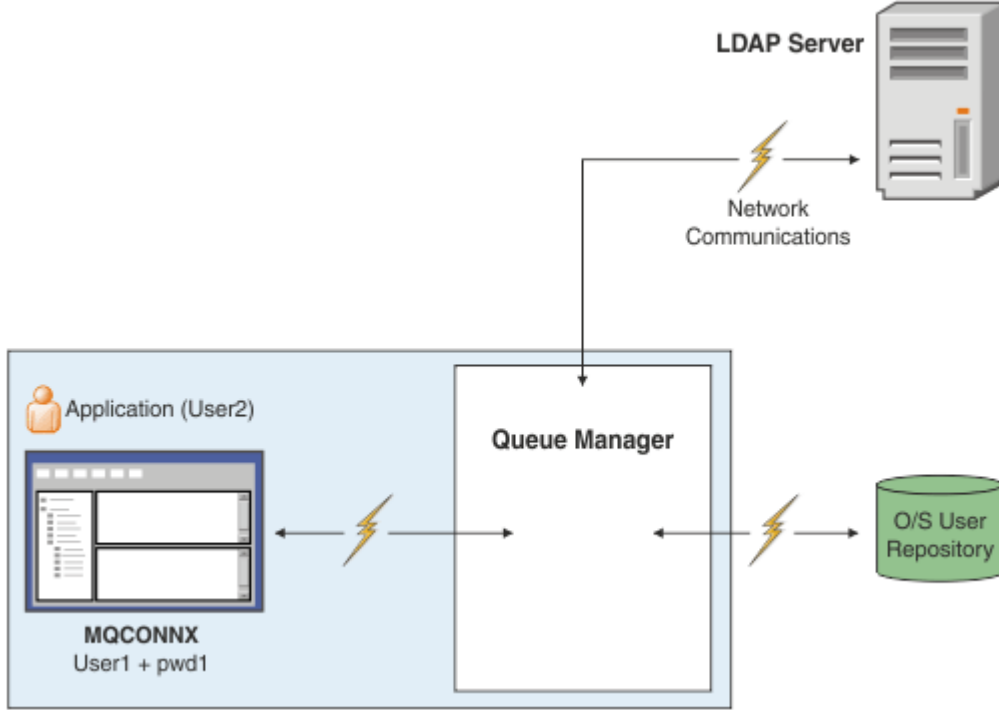 LDAP Server
Network
Communications
Application (User2)
Queue Manager
O/S User
Repository
MQCONNX
User1 + pwd1